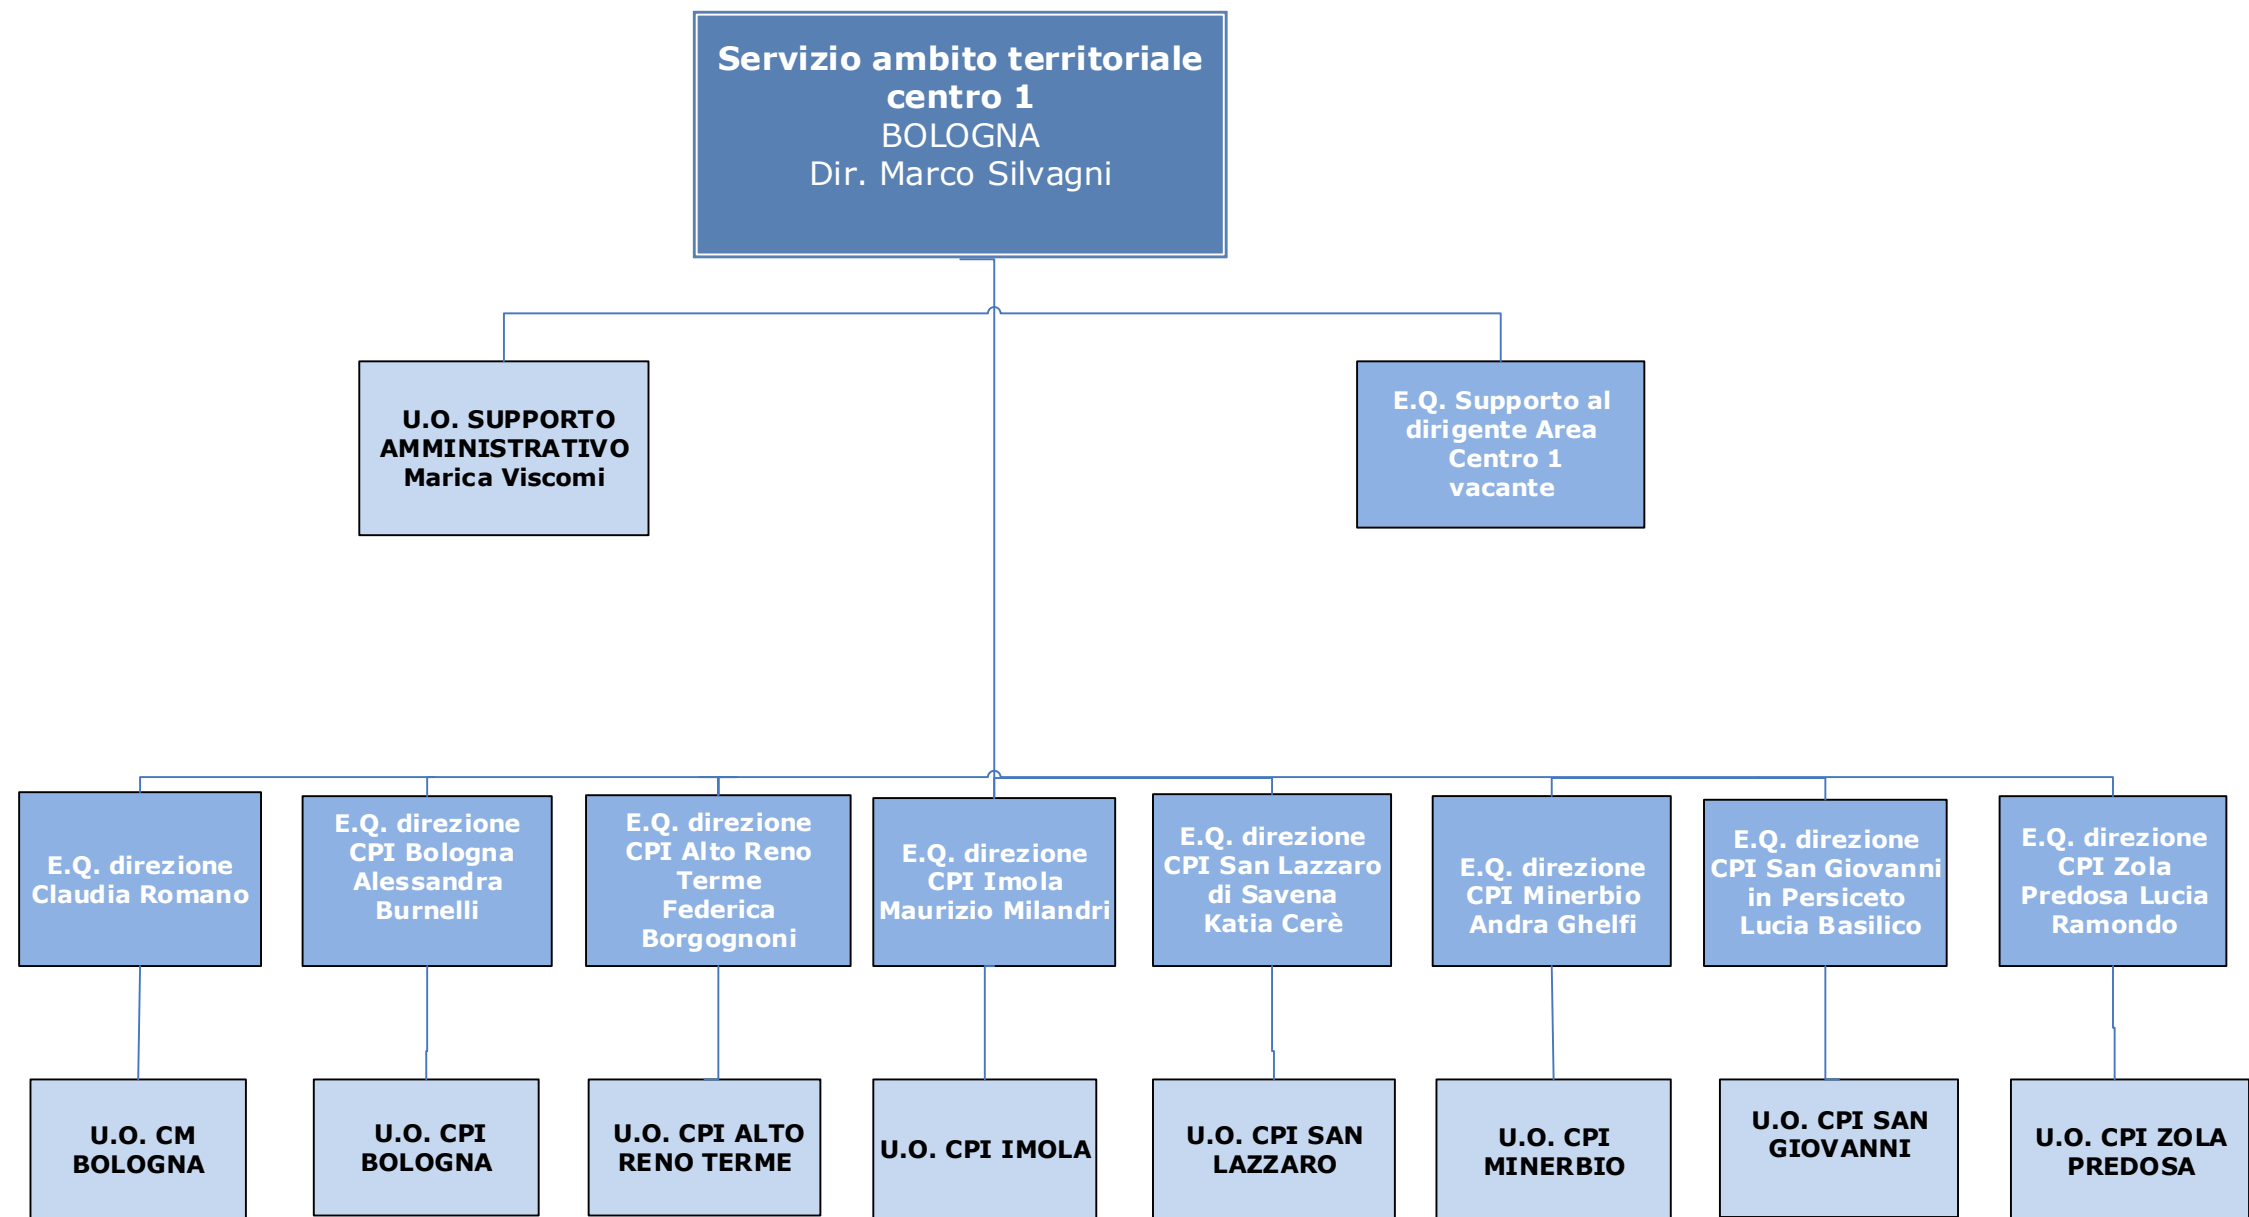 Servizio ambito territoriale
centro 1
BOLOGNA
Dir. Marco Silvagni
U.O. SUPPORTO
AMMINISTRATIVO
Marica Viscomi
E.Q. Supporto al
dirigente Area
Centro 1
vacante
E.Q. direzione
Claudia Romano
E.Q. direzione
CPI Bologna
Alessandra
Burnelli
E.Q. direzione
CPI Alto Reno
Terme
Federica
Borgognoni
E.Q. direzione
CPI Imola
Maurizio Milandri
E.Q. direzione
CPI San Lazzaro
di Savena
Katia Cerè
E.Q. direzione
CPI Minerbio
Andra Ghelfi
E.Q. direzione
CPI San Giovanni
in Persiceto
Lucia Basilico
E.Q. direzione
CPI Zola
Predosa Lucia
Ramondo
U.O. CM
BOLOGNA
U.O. CPI
BOLOGNA
U.O. CPI ALTO
RENO TERME
U.O. CPI IMOLA
U.O. CPI SAN
LAZZARO
U.O. CPI
MINERBIO
U.O. CPI SAN
GIOVANNI
U.O. CPI ZOLA
PREDOSA